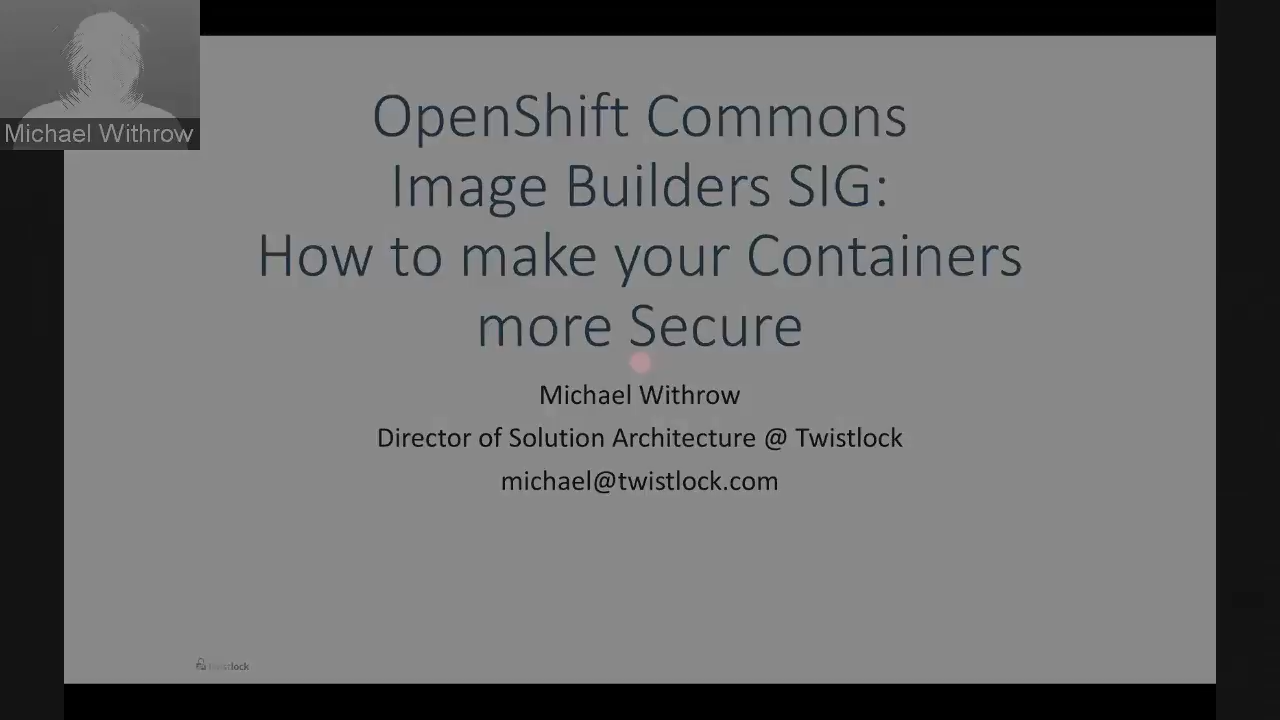 Michael Withrow
OpenShift Commons
Image Builders SIG:
How to make your Containers
more Secure
Michael Withrow
Director of Solution Architecture @ Twistlock
michael@twistlock.com
twistlock